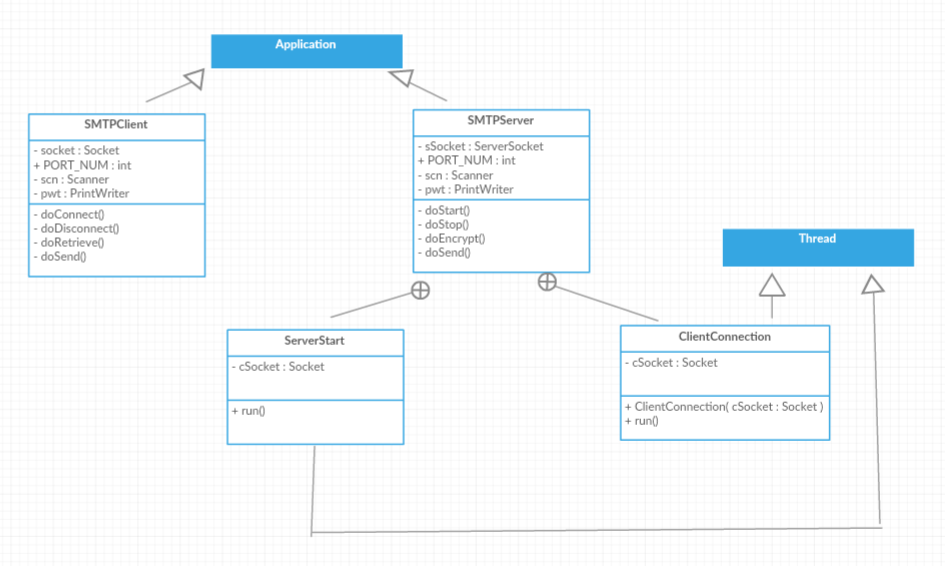 Application
SMTPClient
- socket : Socket
+ PORT_NUM : int
- scn : Scanner
- pwt : PrintWriter
- doConnect()
- doDisconnect()
- doRetrieve()
- doSend()
SMTPServer
- sSocket : ServerSocket
+ PORT_NUM : int
- scn : Scanner
- pwt : PrintWriter
- doStart()
- doStop()
- doEncrypt()
- doSend()
Thread
ServerStart
- cSocket : Socket
+ run()
ClientConnection
- cSocket : Socket
+ ClientConnection( cSocket : Socket )
+ run()